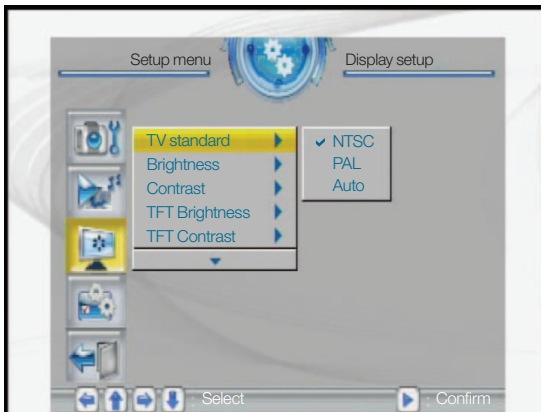 Setup menu
Display setup
TV standard
Brightness
Contrast
TFT Brightness
TFT Contrast
NTSC
PAL
Auto
: Select
: Confirm